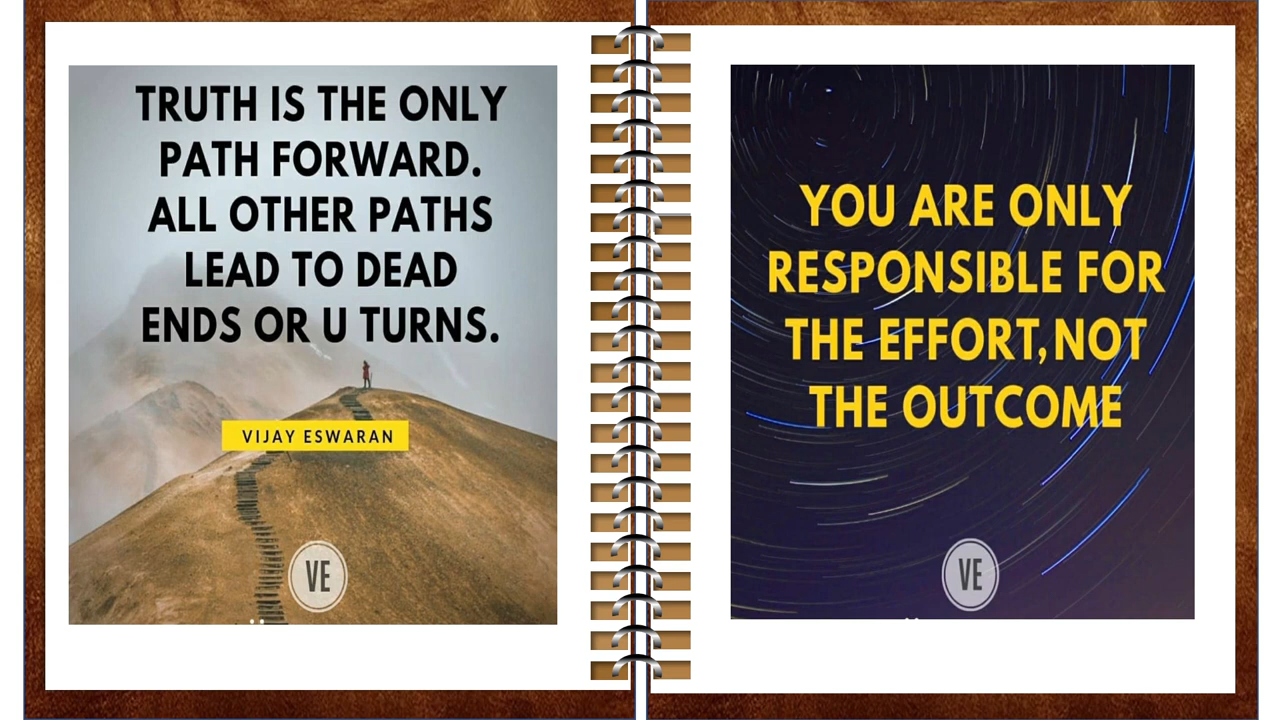 TRUTH IS THE ONLY
PATH FORWARD.
ALL OTHER PATHS
LEAD TO DEAD
ENDS OR U TURNS.
VIJAY ESWARAN
VE
YOU ARE ONLY
RESPONSIBLE FOR
THE EFFORT, NOT
THE OUTCOME
VE